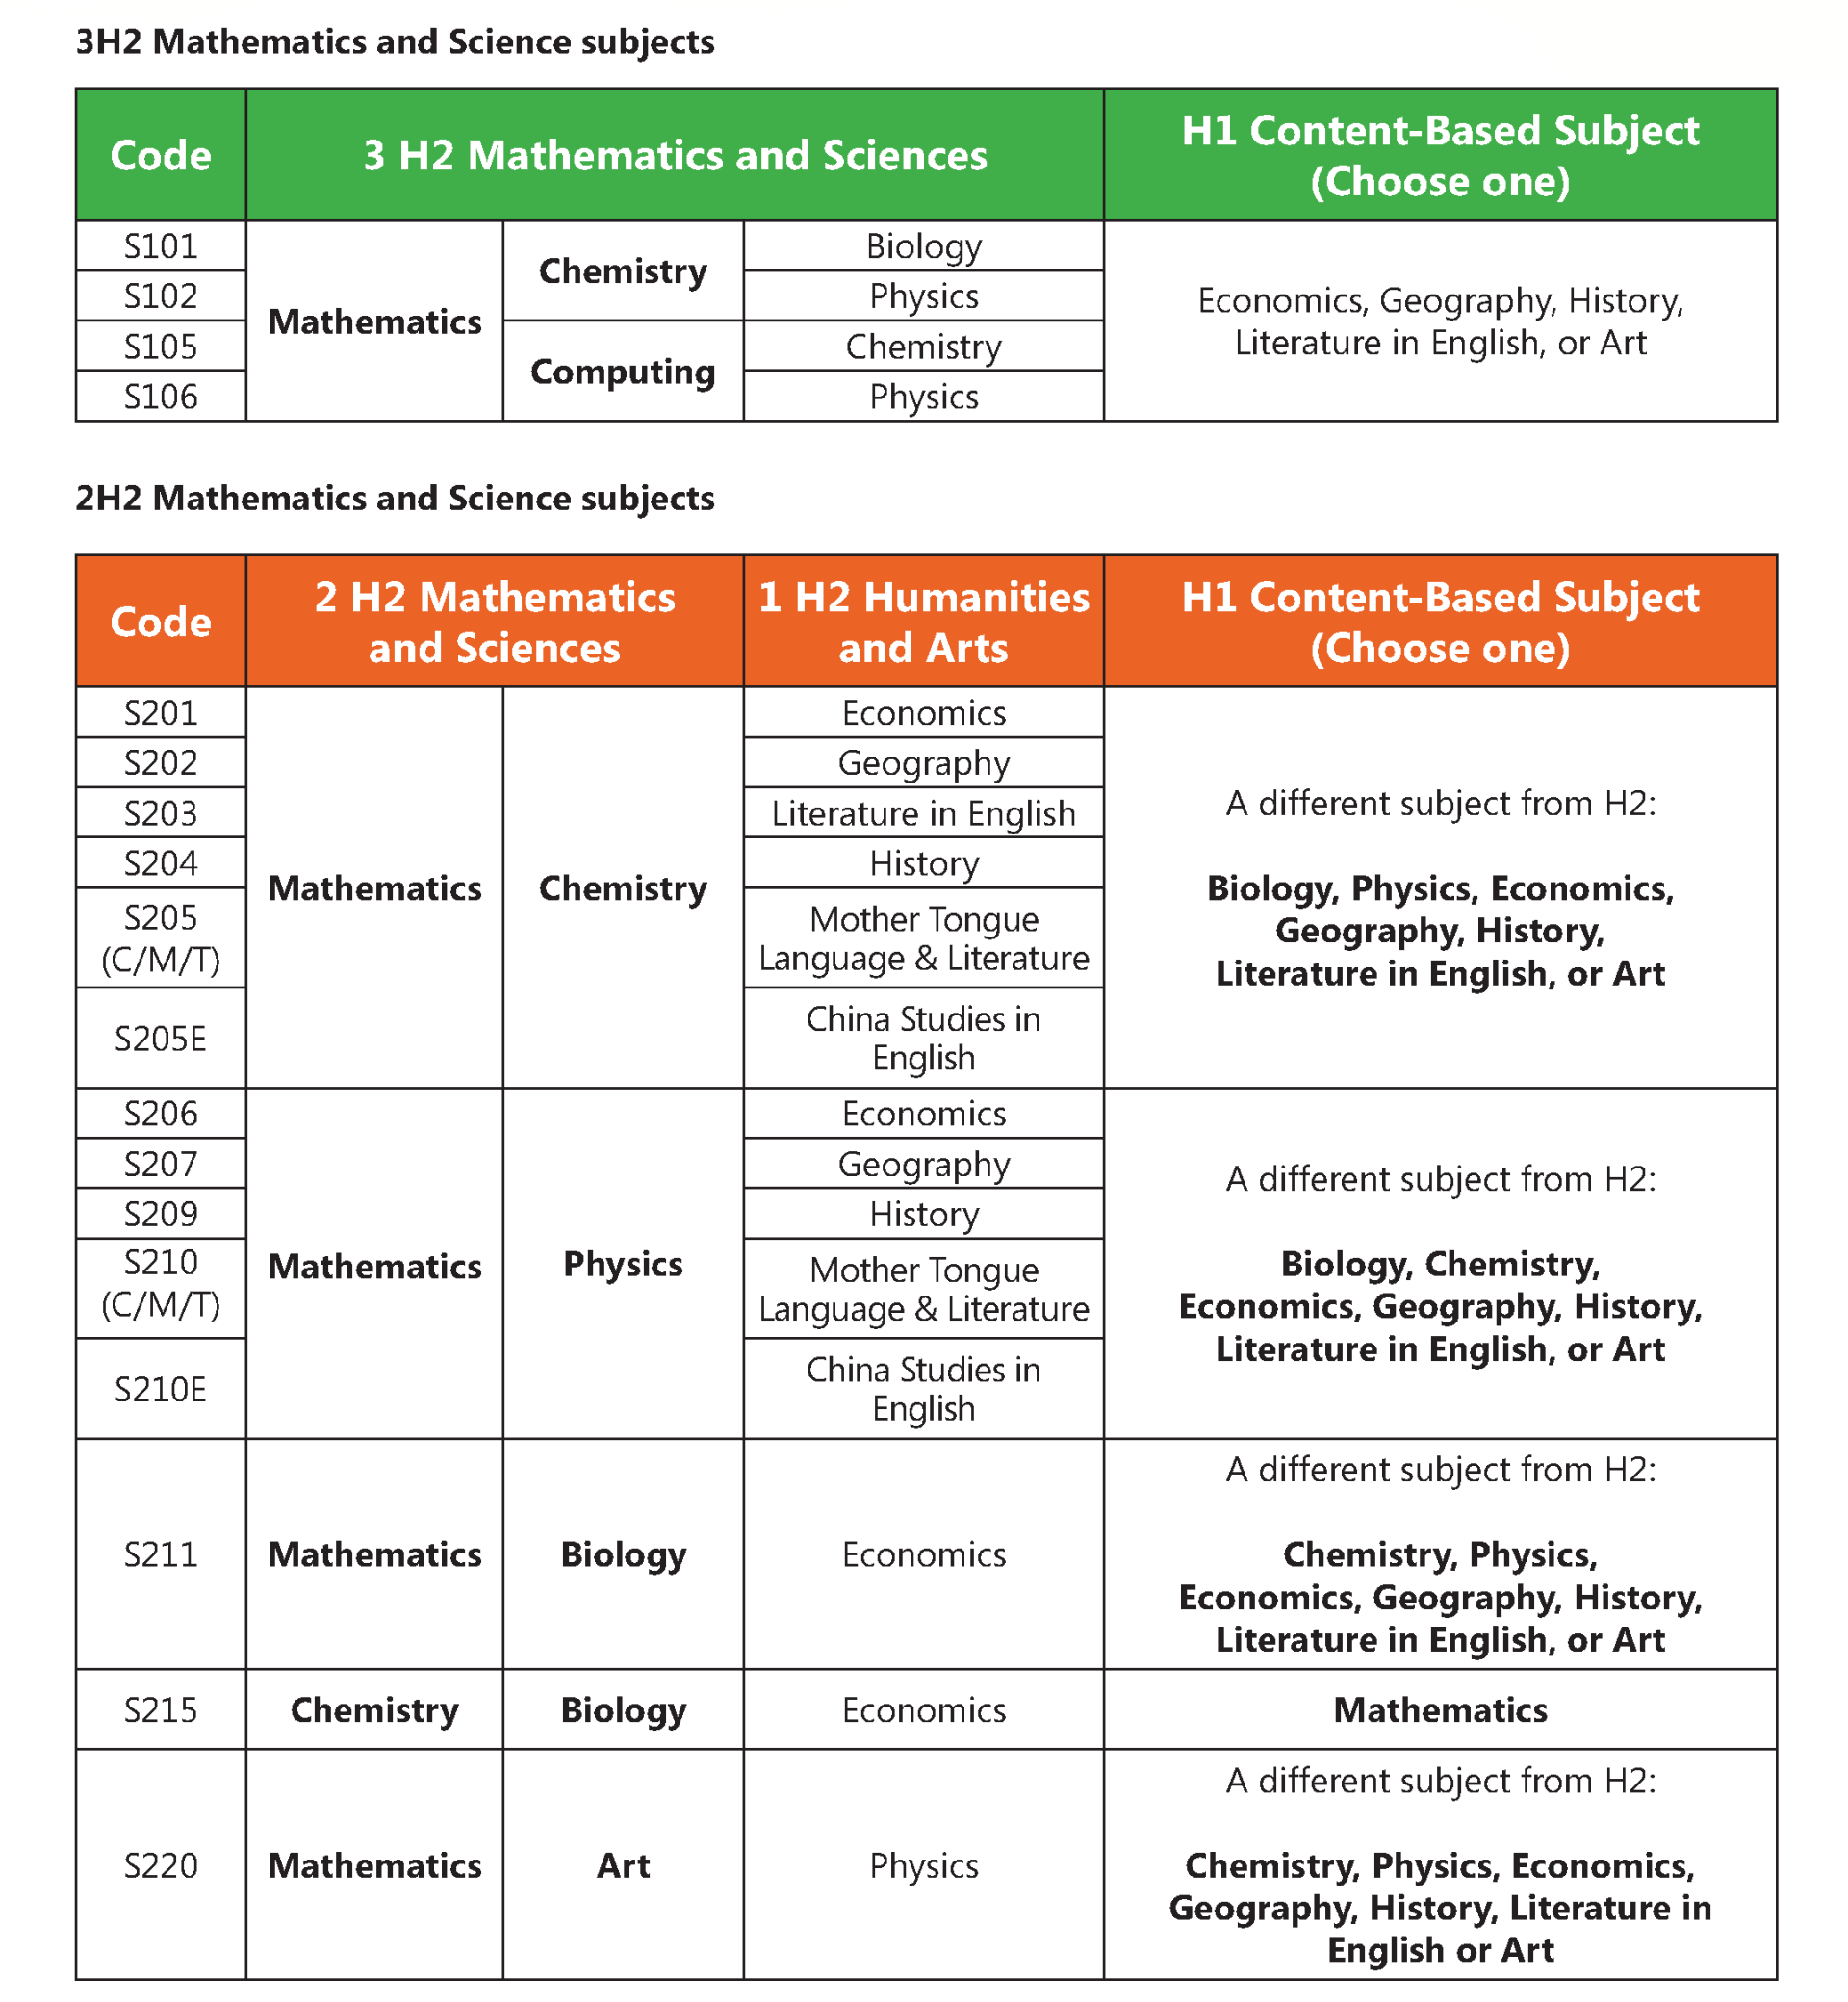 3H2 Mathematics and Science subjects
Code
3 H2 Mathematics and Sciences
H1 Content-Based Subject
(Choose one)
S101
S102
S105
S106
Mathematics
Chemistry
Computing
Biology
Physics
Chemistry
Physics
Economics, Geography, History,
Literature in English, or Art
2H2 Mathematics and Science subjects
Code
2 H2 Mathematics
and Sciences
1 H2 Humanities
and Arts
H1 Content-Based Subject
(Choose one)
S201
S202
S203
S204
S205
(C/M/T)
S205E
Mathematics
Chemistry
Economics
Geography
Literature in English
History
Mother Tongue
Language & Literature
China Studies in
English
A different subject from H2:
Biology, Physics, Economics,
Geography, History,
Literature in English, or Art
S206
S207
S209
S210
(C/M/T)
S210E
Mathematics
Physics
Economics
Geography
History
Mother Tongue
Language & Literature
China Studies in
English
A different subject from H2:
Biology, Chemistry,
Economics, Geography, History,
Literature in English, or Art
S211
Mathematics
Biology
Economics
A different subject from H2:
Chemistry, Physics,
Economics, Geography, History,
Literature in English, or Art
S215
Chemistry
Biology
Economics
Mathematics
S220
Mathematics
Art
Physics
A different subject from H2:
Chemistry, Physics, Economics,
Geography, History, Literature in
English or Art